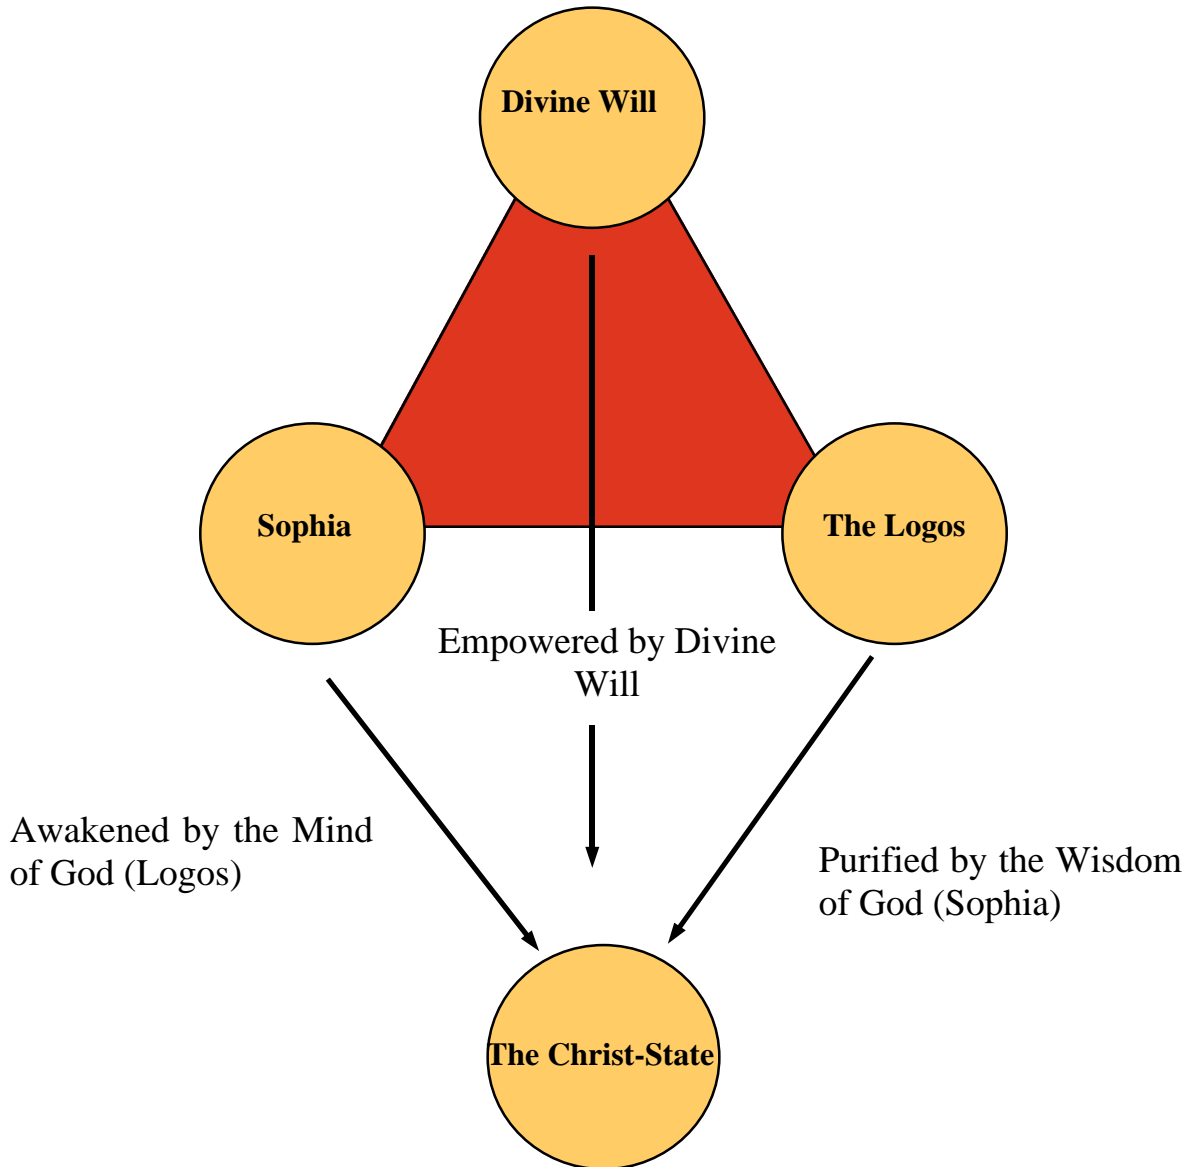 Divine Will
Sophia
The Logos
Empowered by Divine
Will
Awakened by the Mind
of God (Logos)
Purified by the Wisdom
of God (Sophia)
The Christ-State